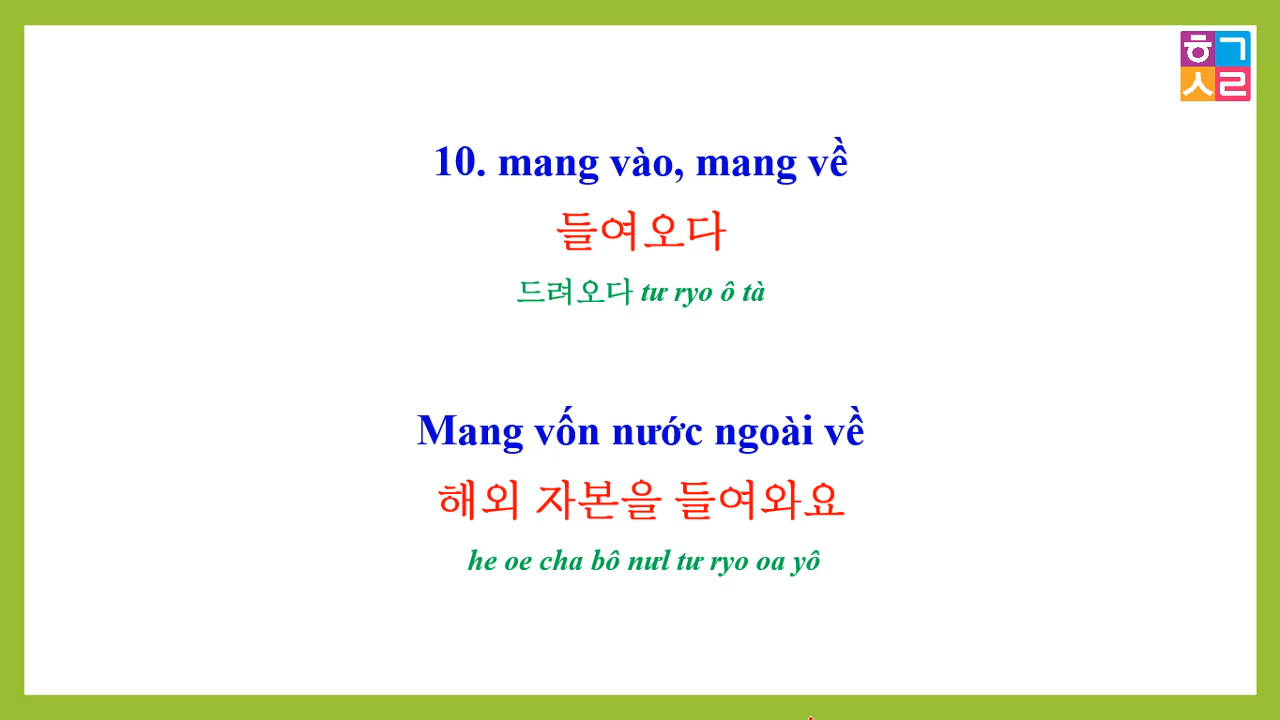 ㅎㄱ
ㅅㄹ
10. mang vào, mang về
들여오다
드려오다 tư ryo ô tà
Mang vốn nước ngoài về
해외 자본을 들여와요
he oe cha bô nưl tư ryo oa yô